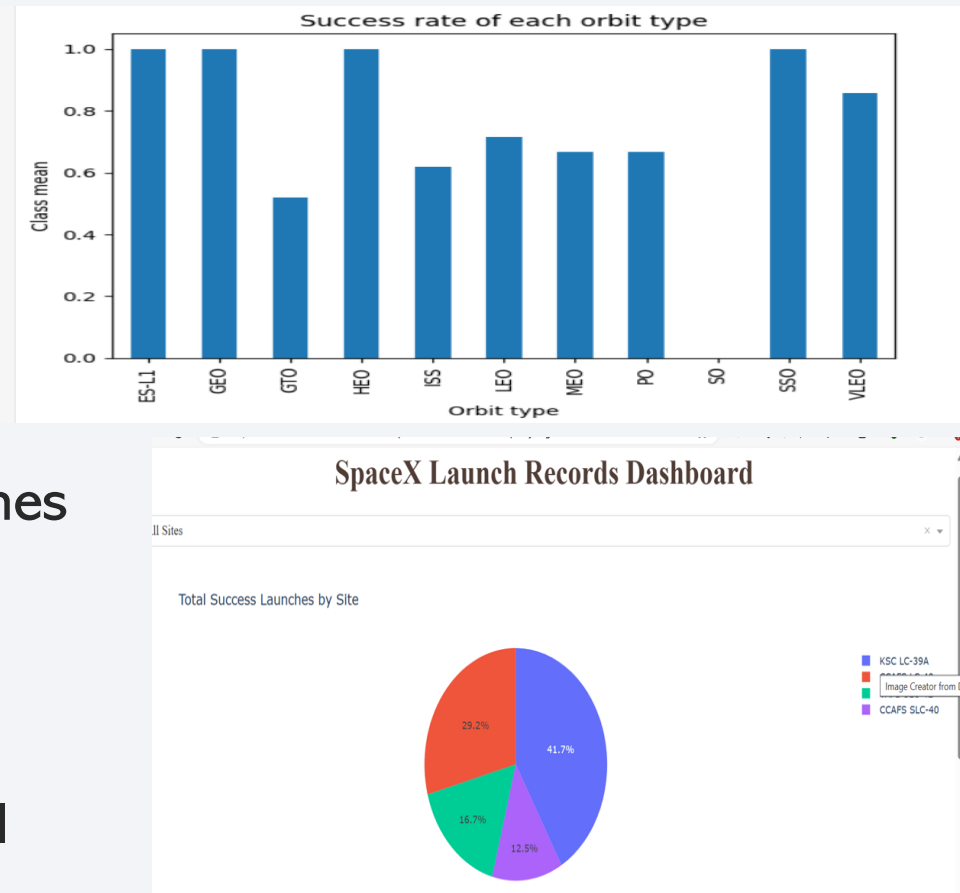 Success rate of each orbit type
1.0
0.8
0.6
0.4
0.2
0.0
Class mean
ES-L1 GEO GTO HEO ISS LEO MEO PO SO SSO VLEO
Orbit type
nes
SpaceX Launch Records Dashboard
ll Sites
Total Success Launches by Site
KSC LC-39A
Image Creator from
CCAFS SLC-40
29.2%
41.7%
16.7%
12.5%